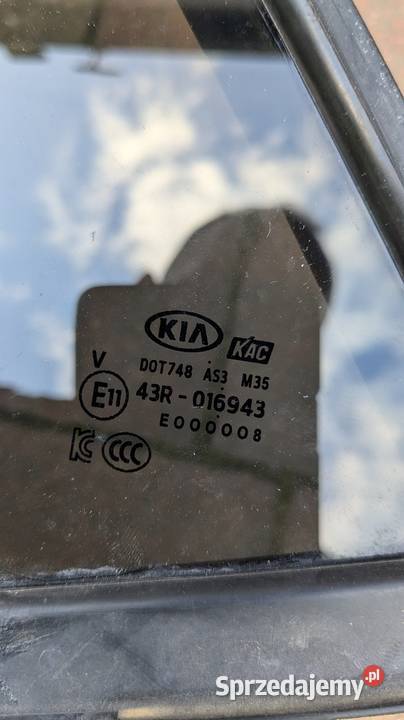 KIA KAC
V DOT748 AS3 M35
E11 43R-016943
E000008
KC CCC
Sprzedajemy.pl